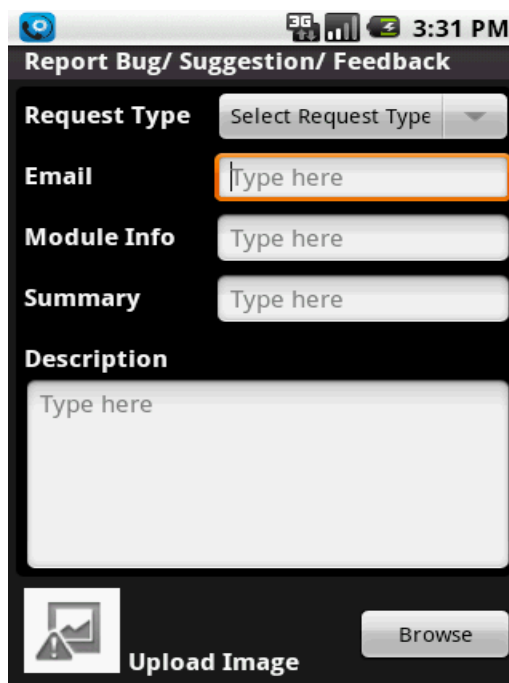 3G 3:31 PM
Report Bug/ Suggestion/ Feedback
Request Type Select Request Type
Email Type here
Module Info Type here
Summary Type here
Description
Type here
Upload Image Browse